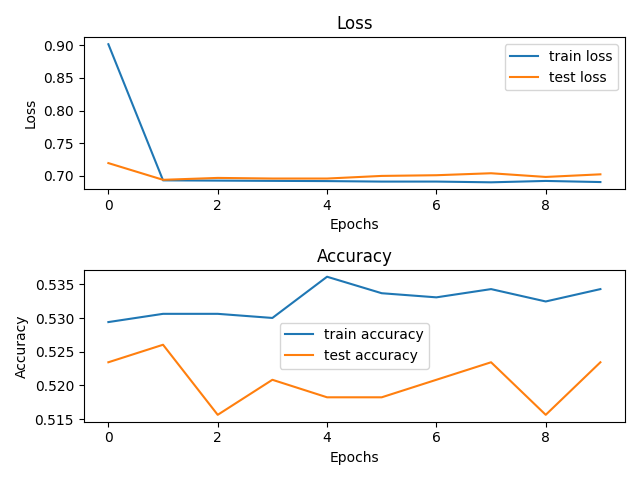 Loss
0.90
0.85
0.80
0.75
0.70
Loss
train loss
test loss
0 2 4 6 8
Epochs
Accuracy
0.535
0.530
0.525
0.520
0.515
Accuracy
train accuracy
test accuracy
0 2 4 6 8
Epochs